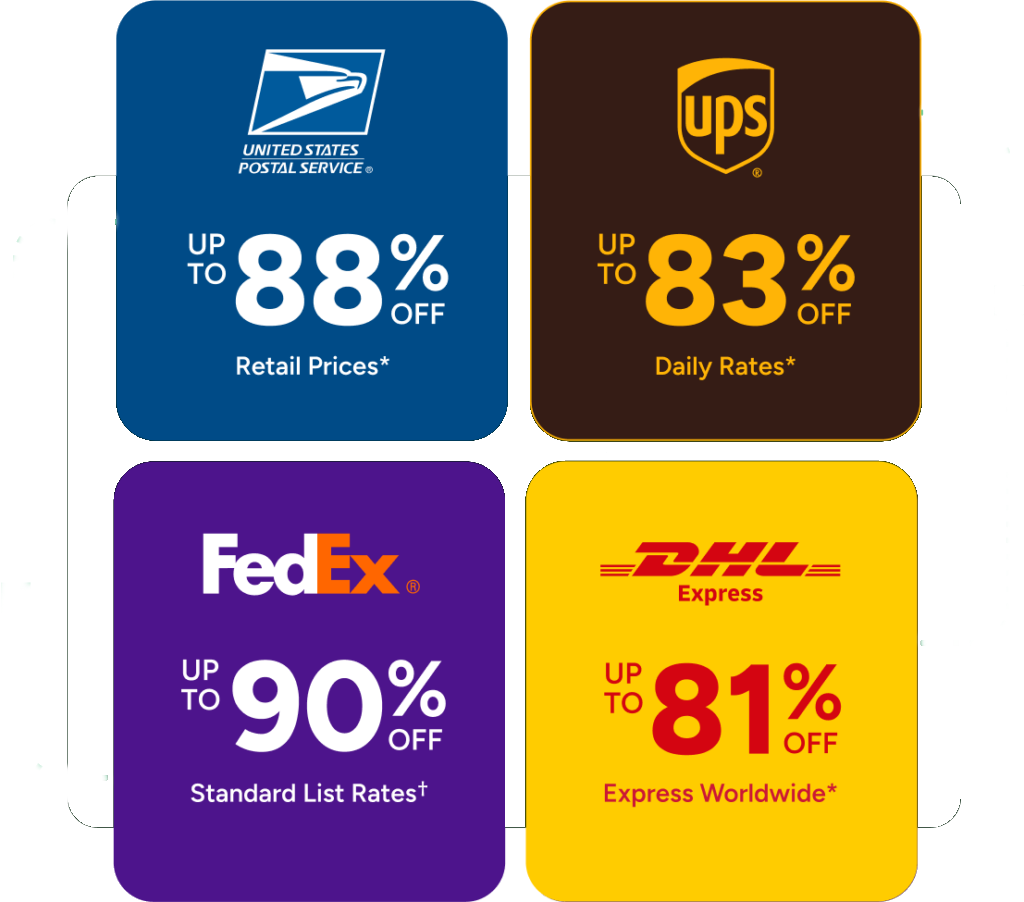 UNITED STATES
POSTAL SERVICE®
UP
TO
88%
OFF
Retail Prices*
ups
®
UP
TO
83%
OFF
Daily Rates*
FedEx®
UP
TO
90%
OFF
Standard List Rates†
DHL
Express
UP
TO
81%
OFF
Express Worldwide*